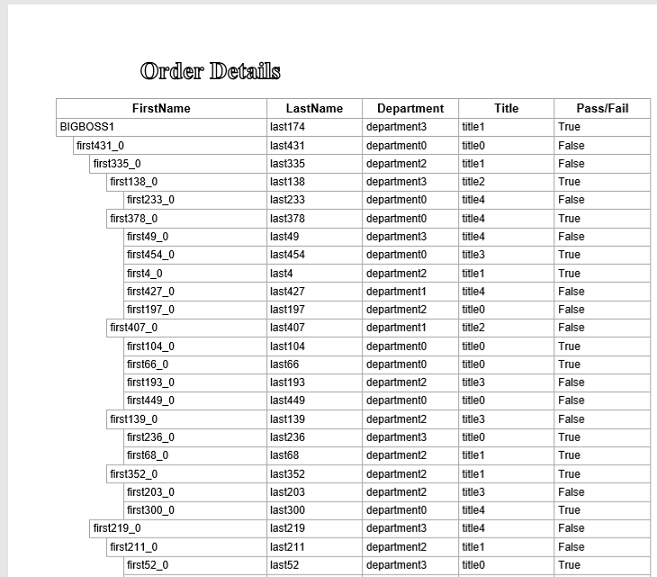 Order Details
FirstName LastName Department Title Pass/Fail
BIGBOSS1 last174 department3 title1 True
first431_0 last431 department0 title0 False
first335_0 last335 department2 title1 False
first138_0 last138 department3 title2 True
first233_0 last233 department0 title4 False
first378_0 last378 department0 title4 True
first49_0 last49 department3 title4 False
first454_0 last454 department0 title3 True
first4_0 last4 department2 title1 True
first427_0 last427 department1 title4 False
first197_0 last197 department2 title0 False
first407_0 last407 department1 title2 False
first104_0 last104 department0 title0 True
first66_0 last66 department0 title0 True
first193_0 last193 department2 title3 False
first449_0 last449 department0 title0 False
first139_0 last139 department2 title3 False
first236_0 last236 department3 title0 True
first68_0 last68 department2 title1 True
first352_0 last352 department2 title1 True
first203_0 last203 department2 title3 False
first300_0 last300 department0 title4 True
first219_0 last219 department3 title4 False
first211_0 last211 department2 title1 False
first52_0 last52 department3 title0 True